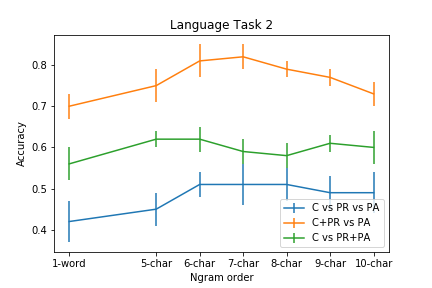 Language Task 2
Accuracy
0.8
0.7
0.6
0.5
0.4
C vs PR vs PA
C+PR vs PA
C vs PR+PA
1-word 5-char 6-char 7-char 8-char 9-char 10-char
Ngram order